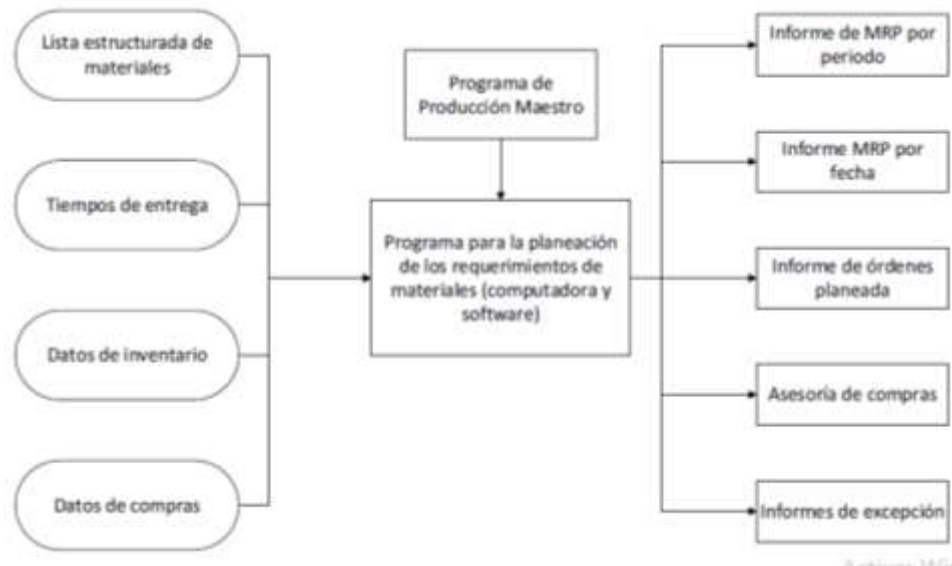 Lista estructurada de
materiales
Tiempos de entrega
Datos de inventario
Datos de compras
Programa de
Producción Maestro
Programa para la planeación
de los requerimientos de
materiales (computadora y
software)
Informe de MRP por
periodo
Informe MRP por
fecha
Informe de órdenes
planeada
Asesoría de compras
Informes de excepción